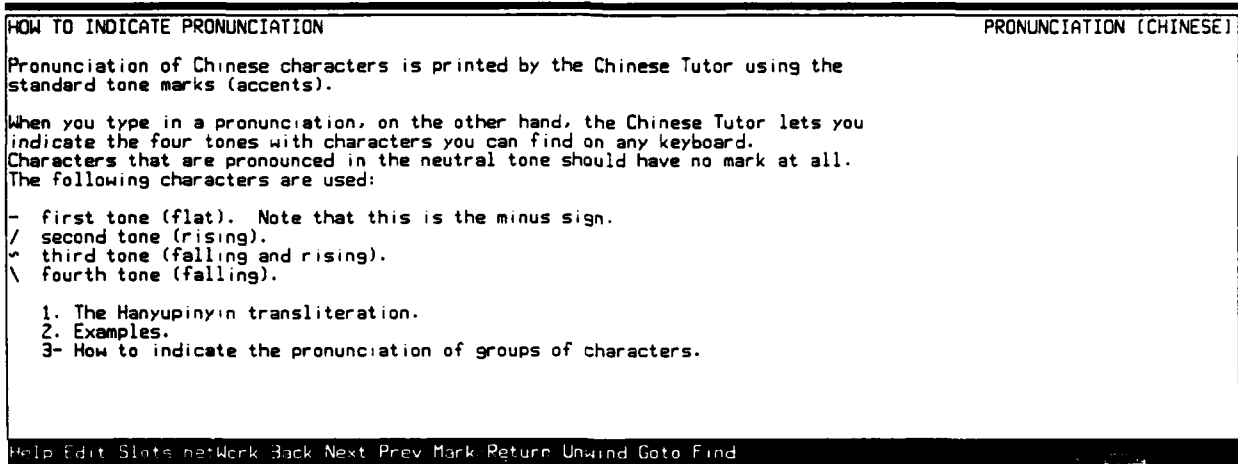 HOW TO INDICATE PRONUNCIATION PRONUNCIATION [CHINESE]
Pronunciation of Chinese characters is printed by the Chinese Tutor using the
standard tone marks (accents).
When you type in a pronunciation, on the other hand, the Chinese Tutor lets you
indicate the four tones with characters you can find on any keyboard.
Characters that are pronounced in the neutral tone should have no mark at all.
The following characters are used:
- first tone (flat). Note that this is the minus sign.
/ second tone (rising).
~ third tone (falling and rising).
\ fourth tone (falling).
1. The Hanyupinyin transliteration.
2. Examples.
3- How to indicate the pronunciation of groups of characters.
Help Edit Slots netWork Back Next Prev Mark Return Unwind Goto Find